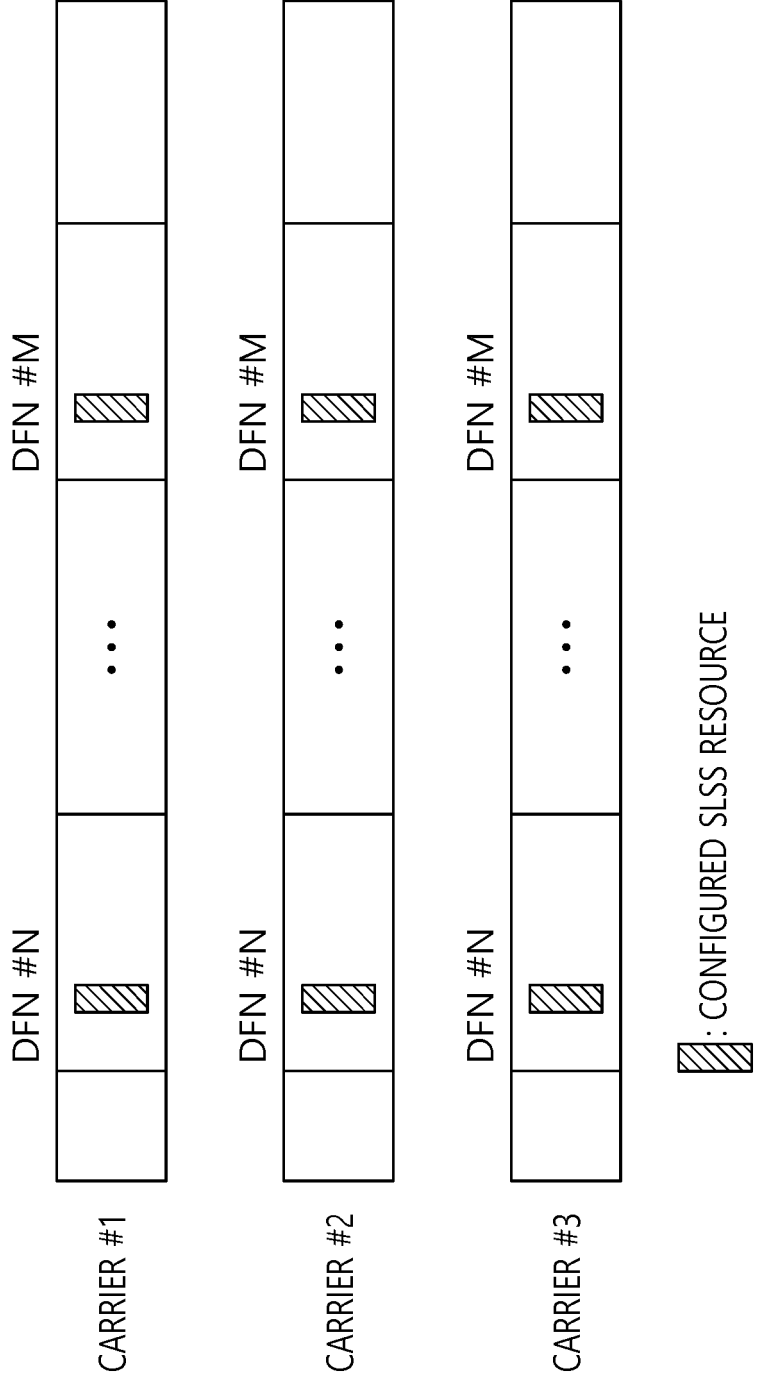 DFN #N DFN #M
CARRIER #1 ...
DFN #N DFN #M
CARRIER #2 ...
DFN #N DFN #M
CARRIER #3 ...
: CONFIGURED SLSS RESOURCE